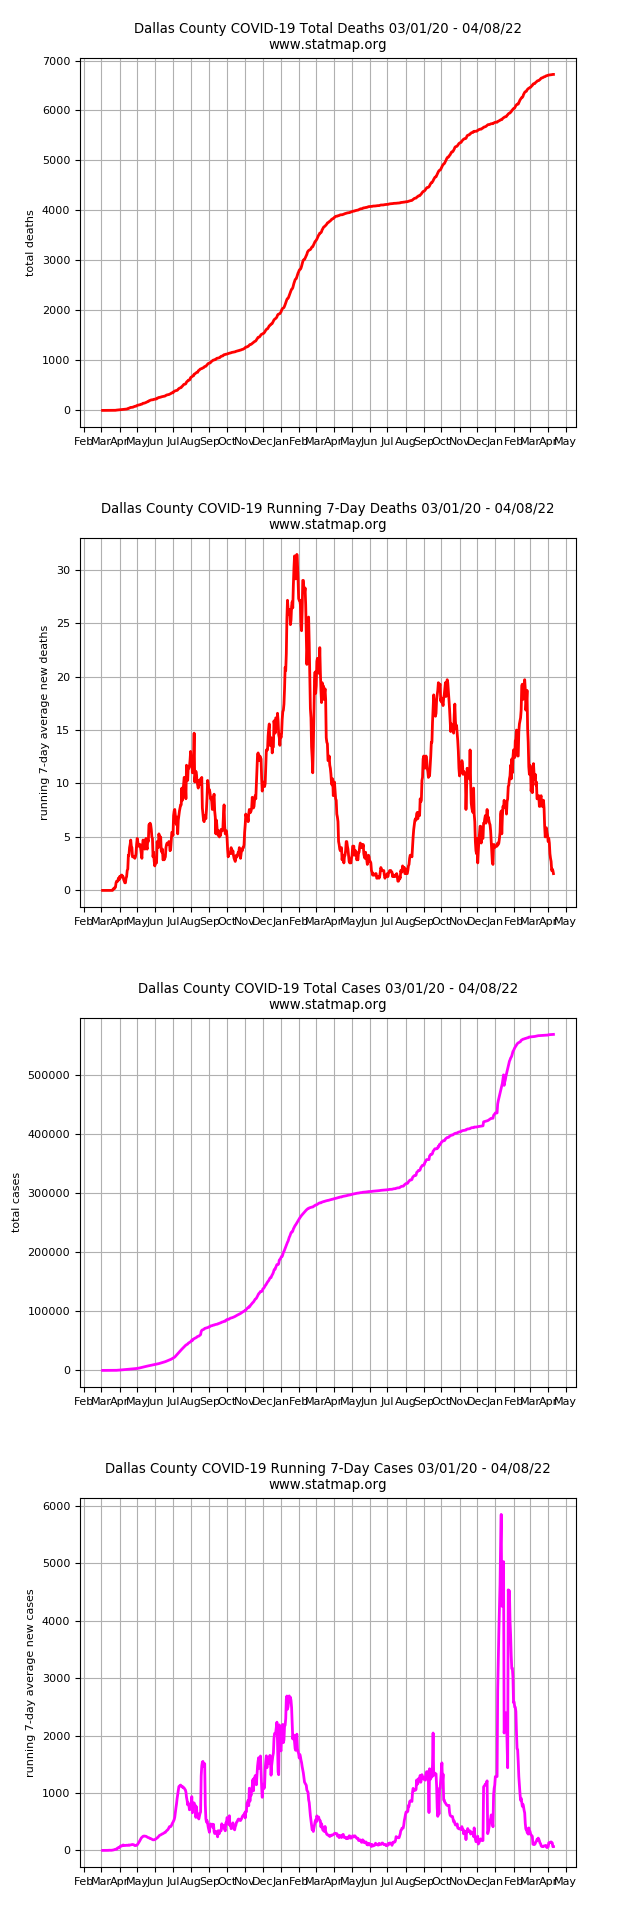 Dallas County COVID-19 Total Deaths 03/01/20 - 04/08/22
www.statmap.org
7000
6000
5000
4000
3000
2000
1000
0
total deaths
Feb Mar Apr May Jun Jul Aug Sep Oct Nov Dec Jan Feb Mar Apr May Jun Jul Aug Sep Oct Nov Dec Jan Feb Mar Apr May
Dallas County COVID-19 Running 7-Day Deaths 03/01/20 - 04/08/22
www.statmap.org
30
25
20
15
10
5
0
running 7-day average new deaths
Feb Mar Apr May Jun Jul Aug Sep Oct Nov Dec Jan Feb Mar Apr May Jun Jul Aug Sep Oct Nov Dec Jan Feb Mar Apr May
Dallas County COVID-19 Total Cases 03/01/20 - 04/08/22
www.statmap.org
500000
400000
300000
200000
100000
0
total cases
Feb Mar Apr May Jun Jul Aug Sep Oct Nov Dec Jan Feb Mar Apr May Jun Jul Aug Sep Oct Nov Dec Jan Feb Mar Apr May
Dallas County COVID-19 Running 7-Day Cases 03/01/20 - 04/08/22
www.statmap.org
6000
5000
4000
3000
2000
1000
0
running 7-day average new cases
Feb Mar Apr May Jun Jul Aug Sep Oct Nov Dec Jan Feb Mar Apr May Jun Jul Aug Sep Oct Nov Dec Jan Feb Mar Apr May